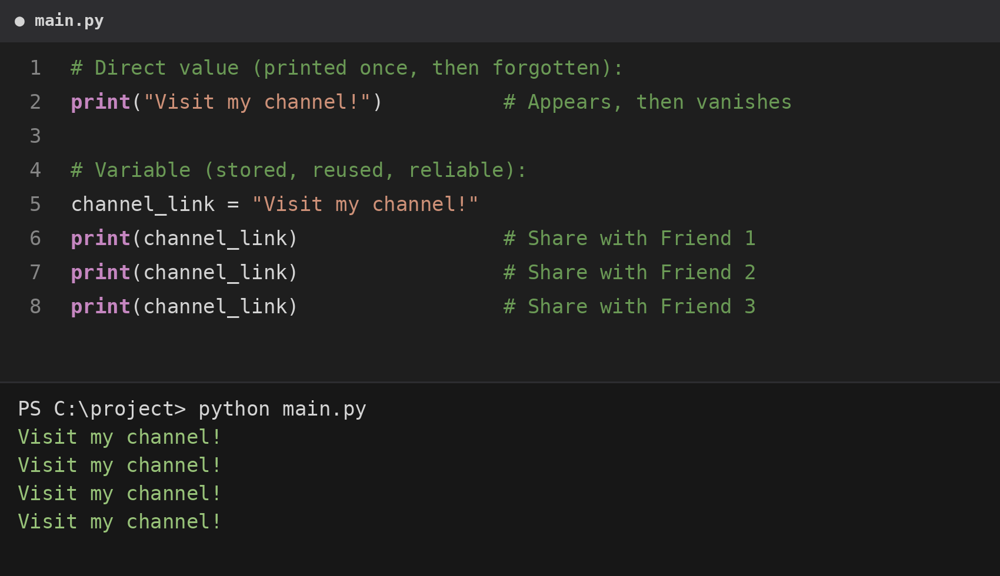 ● main.py
1 # Direct value (printed once, then forgotten):
2 print("Visit my channel!")          # Appears, then vanishes
3
4 # Variable (stored, reused, reliable):
5 channel_link = "Visit my channel!"
6 print(channel_link)                 # Share with Friend 1
7 print(channel_link)                 # Share with Friend 2
8 print(channel_link)                 # Share with Friend 3
PS C:\project> python main.py
Visit my channel!
Visit my channel!
Visit my channel!
Visit my channel!